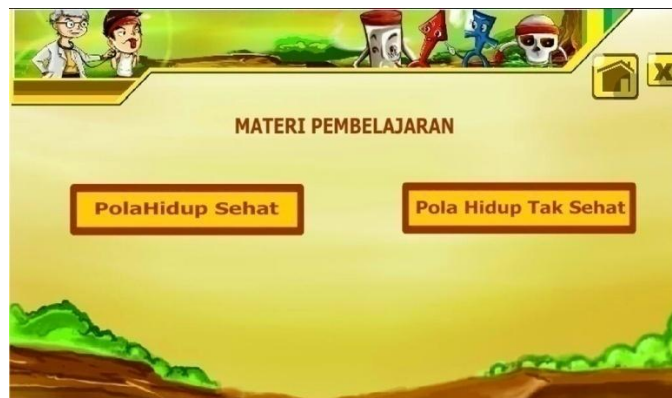 X
MATERI PEMBELAJARAN
PolaHidup Sehat
Pola Hidup Tak Sehat